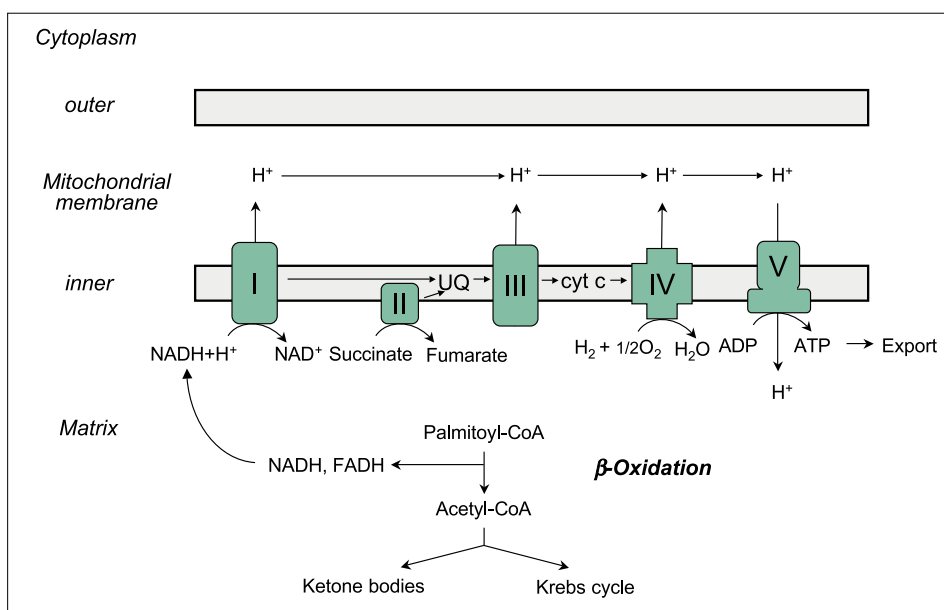 Cytoplasm
outer
Mitochondrial
membrane
H⁺ H⁺ H⁺ H⁺
inner
I II UQ III cyt c IV V
NADH+H⁺ NAD⁺ Succinate Fumarate H₂ + 1/2O₂ H₂O ADP ATP Export
H⁺
Matrix
Palmitoyl-CoA
NADH, FADH
β-Oxidation
Acetyl-CoA
Ketone bodies Krebs cycle